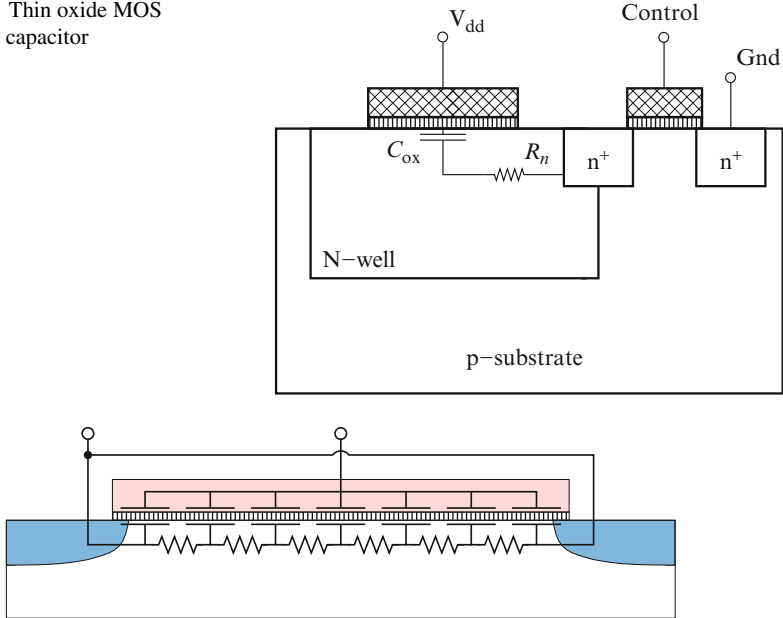 Thin oxide MOS
capacitor
V_dd
Control
Gnd
C_ox
R_n
n⁺
n⁺
N−well
p−substrate